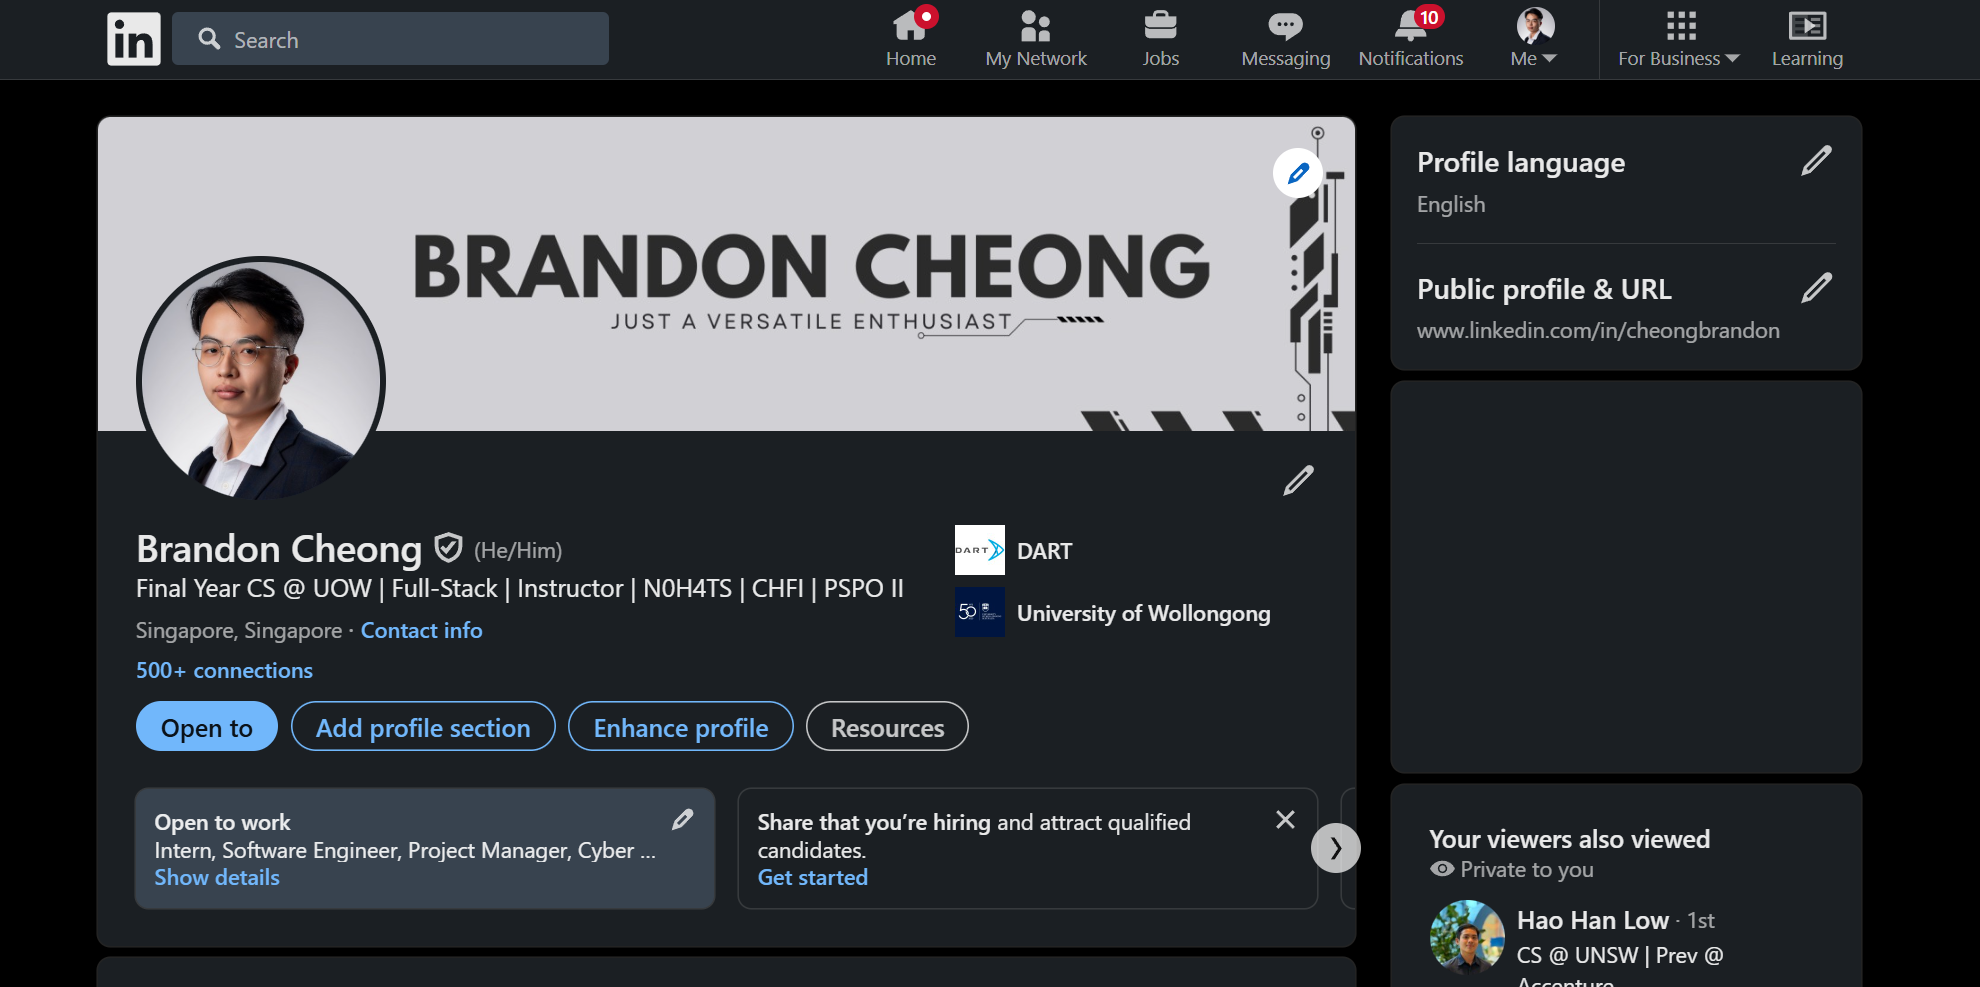 in
Search
Home
My Network
Jobs
Messaging
10
Notifications
Me
For Business
Learning
BRANDON CHEONG
JUST A VERSATILE ENTHUSIAST
Brandon Cheong (He/Him)
Final Year CS @ UOW | Full-Stack | Instructor | N0H4TS | CHFI | PSPO II
Singapore, Singapore · Contact info
500+ connections
DART
DART
50
University of Wollongong
Open to
Add profile section
Enhance profile
Resources
Open to work
Intern, Software Engineer, Project Manager, Cyber ...
Show details
Share that you’re hiring and attract qualified
candidates.
Get started
Profile language
English
Public profile & URL
www.linkedin.com/in/cheongbrandon
Your viewers also viewed
Private to you
Hao Han Low · 1st
CS @ UNSW | Prev @
Accenture